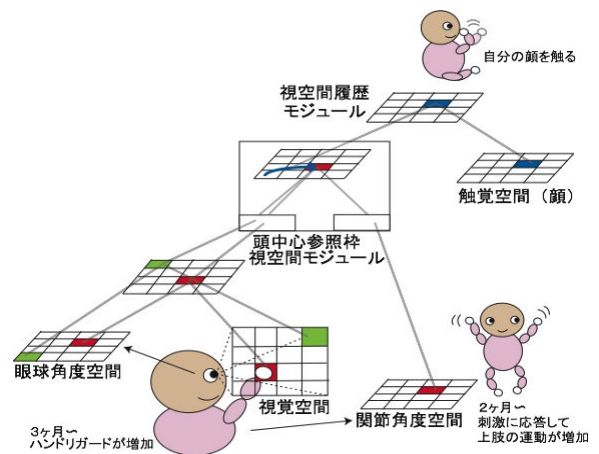 自分の顔を触る
視空間履歴
モジュール
触覚空間（顔）
頭中心参照枠
視空間モジュール
眼球角度空間
視覚空間
関節角度空間
2ヶ月〜
刺激に応答して
上肢の運動が増加
3ヶ月〜
ハンドリガードが増加